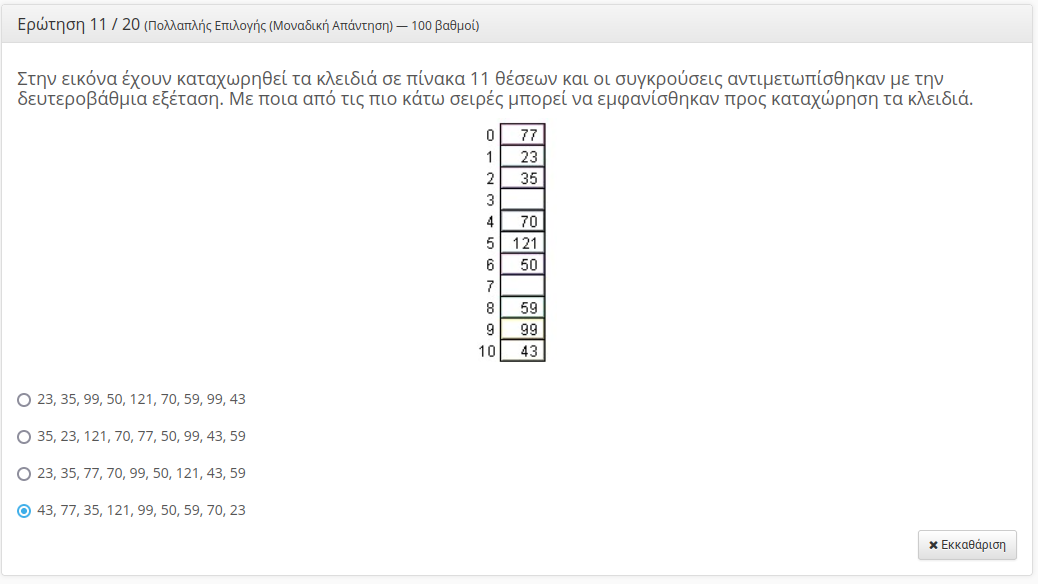 Ερώτηση 11 / 20 (Πολλαπλής Επιλογής (Μοναδική Απάντηση) — 100 βαθμοί)
Στην εικόνα έχουν καταχωρηθεί τα κλειδιά σε πίνακα 11 θέσεων και οι συγκρούσεις αντιμετωπίσθηκαν με την
δευτεροβάθμια εξέταση. Με ποια από τις πιο κάτω σειρές μπορεί να εμφανίσθηκαν προς καταχώρηση τα κλειδιά.
0 77
1 23
2 35
3
4 70
5 121
6 50
7
8 59
9 99
10 43
23, 35, 99, 50, 121, 70, 59, 99, 43
35, 23, 121, 70, 77, 50, 99, 43, 59
23, 35, 77, 70, 99, 50, 121, 43, 59
43, 77, 35, 121, 99, 50, 59, 70, 23
✖ Εκκαθάριση